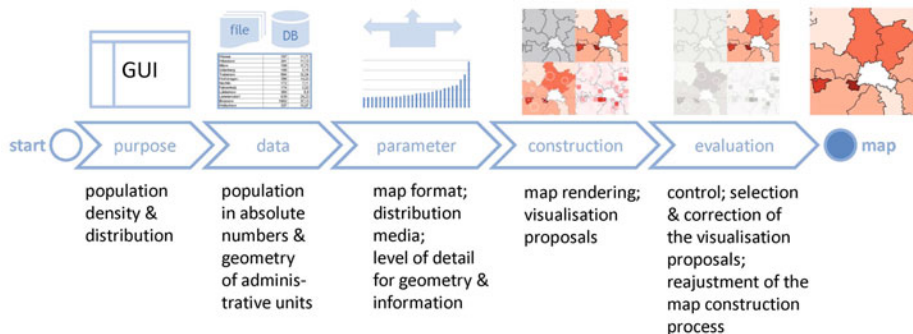 GUI
file
DB
start
purpose
data
parameter
construction
evaluation
map
population
density &
distribution
population
in absolute
numbers &
geometry
of adminis-
trative units
map format;
distribution
media;
level of detail
for geometry &
information
map rendering;
visualisation
proposals
control; selection
& correction of
the visualisation
proposals;
reajustment of the
map construction
process